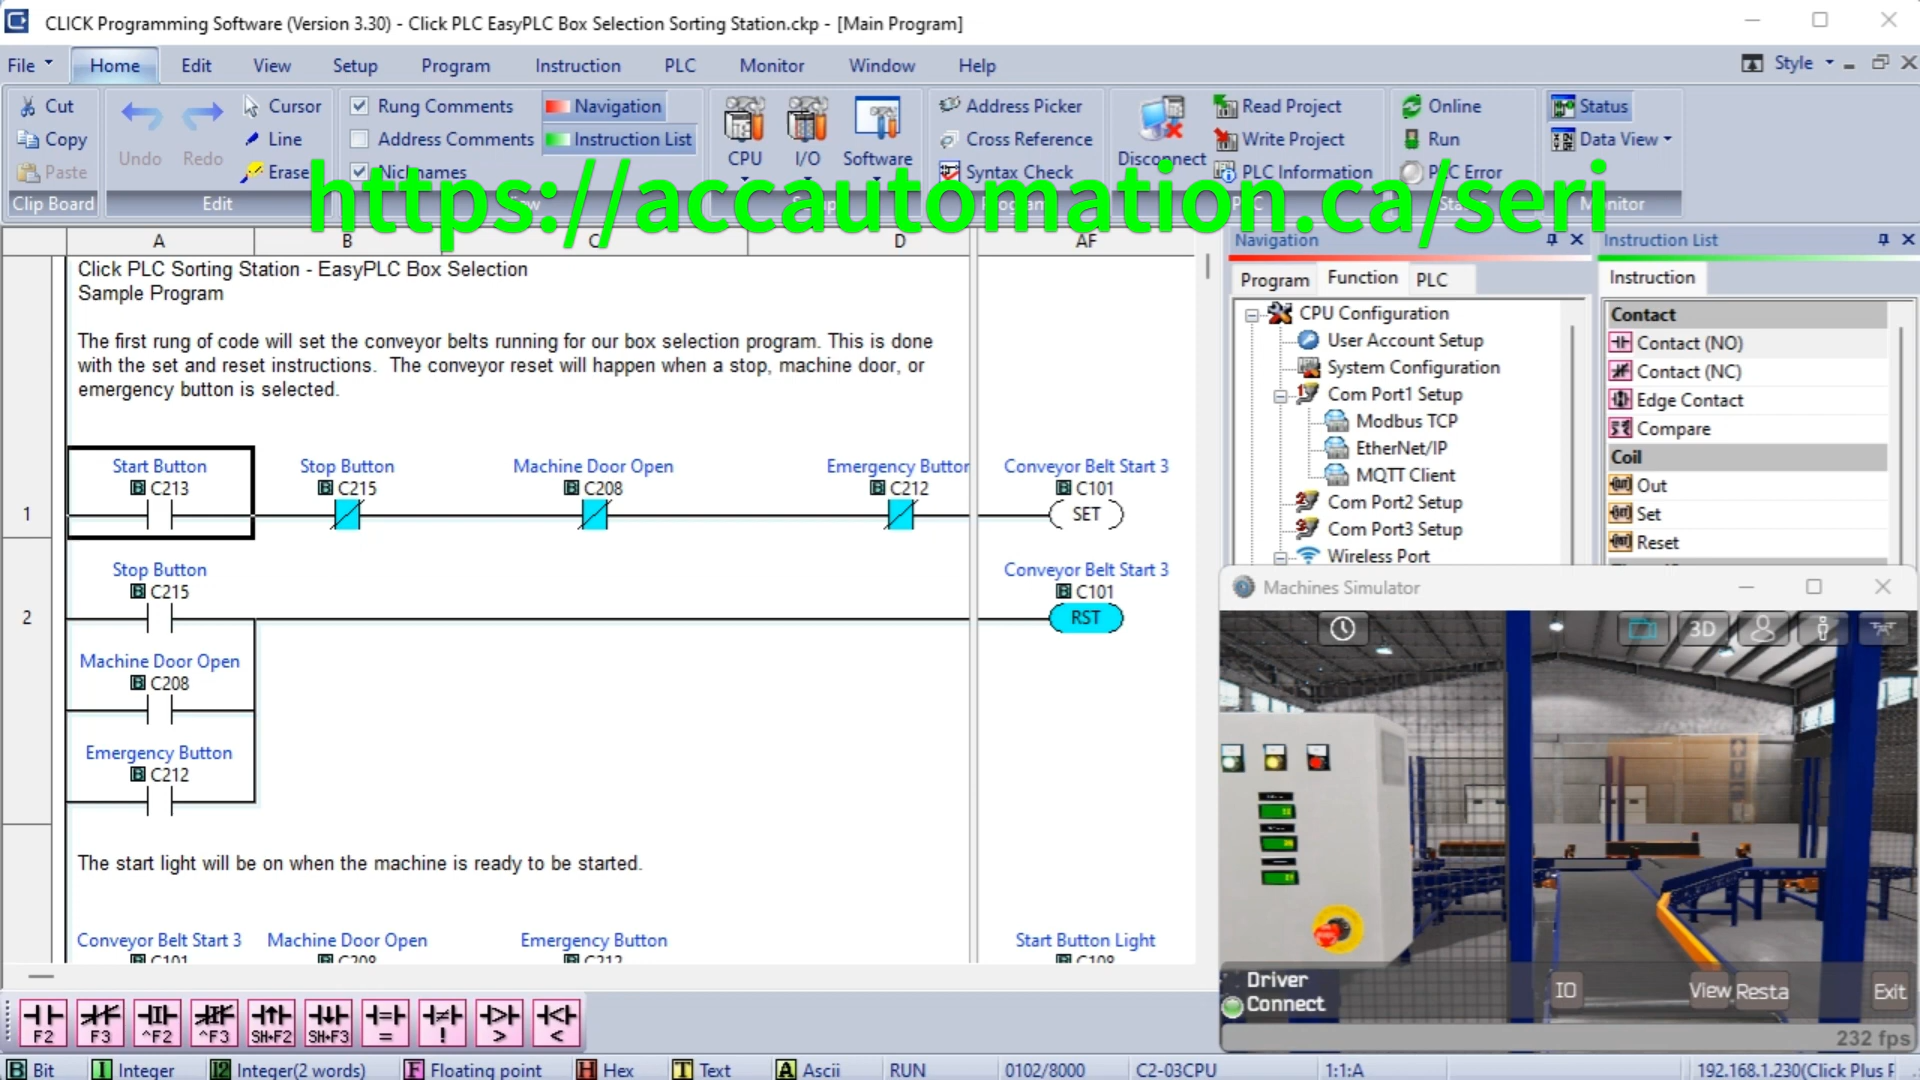 CLICK Programming Software (Version 3.30) - Click PLC EasyPLC Box Selection Sorting Station.ckp - [Main Program]
File Home Edit View Setup Program Instruction PLC Monitor Window Help Style
Cut Cursor Rung Comments Navigation Address Picker Read Project Online Status
Copy Line Address Comments Instruction List Cross Reference Write Project Run Data View
Paste Undo Redo Erase Nicknames CPU I/O Software Syntax Check Disconnect PLC Information PLC Error
Clip Board Edit Monitor
https://accautomation.ca/seri
A B C D AF
Navigation Instruction List
Program Function PLC Instruction
Click PLC Sorting Station - EasyPLC Box Selection
Sample Program
The first rung of code will set the conveyor belts running for our box selection program. This is done
with the set and reset instructions. The conveyor reset will happen when a stop, machine door, or
emergency button is selected.
Start Button Stop Button Machine Door Open Emergency Button Conveyor Belt Start 3
C213 C215 C208 C212 C101
1 SET
Stop Button Conveyor Belt Start 3
C215 C101
2 RST
Machine Door Open
C208
Emergency Button
C212
The start light will be on when the machine is ready to be started.
Conveyor Belt Start 3 Machine Door Open Emergency Button Start Button Light
C101 C208 C212 C108
CPU Configuration
User Account Setup
System Configuration
Com Port1 Setup
Modbus TCP
EtherNet/IP
MQTT Client
Com Port2 Setup
Com Port3 Setup
Wireless Port
Contact
Contact (NO)
Contact (NC)
Edge Contact
Compare
Coil
Out
Set
Reset
Machines Simulator
3D
Driver
Connect
IO View Resta Exit
232 fps
F2 F3 ^F2 ^F3 SH+F2 SH+F3 = ! > <
Bit Integer Integer(2 words) Floating point Hex Text Ascii RUN 0102/8000 C2-03CPU 1:1:A 192.168.1.230(Click Plus